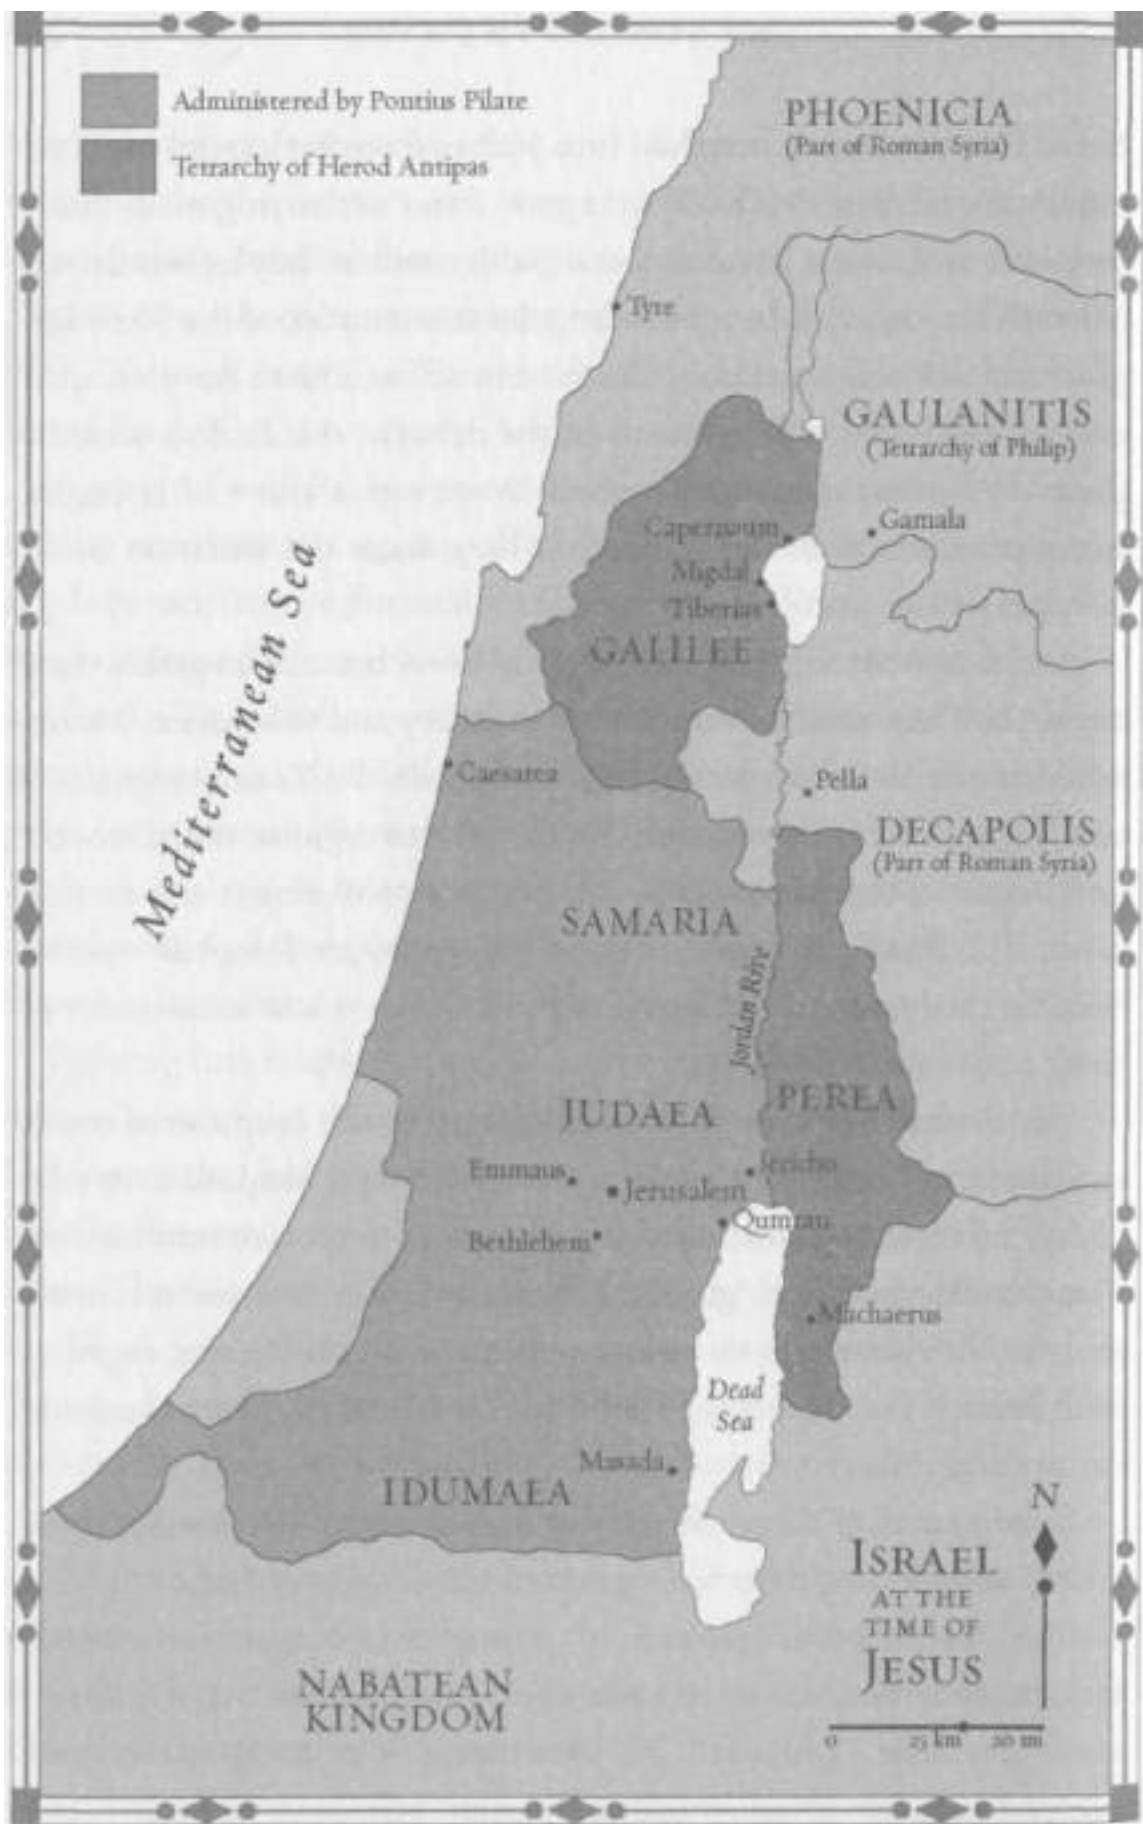 Administered by Pontius Pilate
Tetrarchy of Herod Antipas
PHOENICIA
(Part of Roman Syria)
Tyre
GAULANITIS
(Tetrarchy of Philip)
Capernaum
Gamala
Migdal
Tiberias
GALILEE
Mediterranean Sea
Caesarea
Pella
DECAPOLIS
(Part of Roman Syria)
SAMARIA
Jordan River
JUDAEA
PEREA
Emmaus
Jericho
Jerusalem
Qumran
Bethlehem
Machaerus
Dead
Sea
Masada
IDUMAEA
N
ISRAEL
AT THE
TIME OF
JESUS
NABATEAN
KINGDOM
0 25 km 20 mi